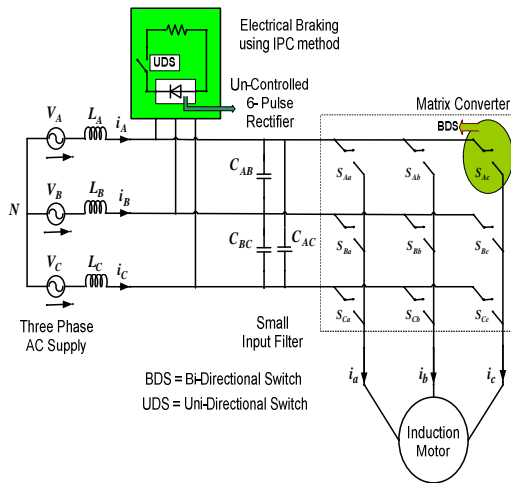 Electrical Braking
using IPC method
UDS
Un-Controlled
6- Pulse
Rectifier
Matrix Converter
BDS
V_A L_A i_A
C_AB
S_Aa S_Ab S_Ac
N
V_B L_B i_B
C_BC C_AC
S_Ba S_Bb S_Bc
V_C L_C i_C
S_Ca S_Cb S_Cc
Three Phase
AC Supply
Small
Input Filter
BDS = Bi-Directional Switch
UDS = Uni-Directional Switch
i_a i_b i_c
Induction
Motor